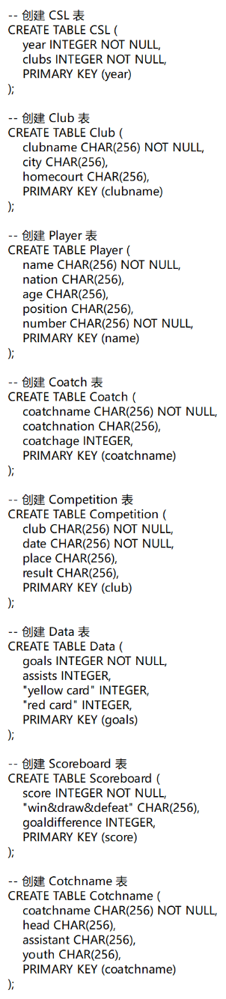 -- 创建 CSL 表
CREATE TABLE CSL (
year INTEGER NOT NULL,
clubs INTEGER NOT NULL,
PRIMARY KEY (year)
);
-- 创建 Club 表
CREATE TABLE Club (
clubname CHAR(256) NOT NULL,
city CHAR(256),
homecourt CHAR(256),
PRIMARY KEY (clubname)
);
-- 创建 Player 表
CREATE TABLE Player (
name CHAR(256) NOT NULL,
nation CHAR(256),
age CHAR(256),
position CHAR(256),
number CHAR(256) NOT NULL,
PRIMARY KEY (name)
);
-- 创建 Coatch 表
CREATE TABLE Coatch (
coatchname CHAR(256) NOT NULL,
coatchnation CHAR(256),
coatchage INTEGER,
PRIMARY KEY (coatchname)
);
-- 创建 Competition 表
CREATE TABLE Competition (
club CHAR(256) NOT NULL,
date CHAR(256) NOT NULL,
place CHAR(256),
result CHAR(256),
PRIMARY KEY (club)
);
-- 创建 Data 表
CREATE TABLE Data (
goals INTEGER NOT NULL,
assists INTEGER,
"yellow card" INTEGER,
"red card" INTEGER,
PRIMARY KEY (goals)
);
-- 创建 Scoreboard 表
CREATE TABLE Scoreboard (
score INTEGER NOT NULL,
"win&draw&defeat" CHAR(256),
goaldifference INTEGER,
PRIMARY KEY (score)
);
-- 创建 Cotchname 表
CREATE TABLE Cotchname (
coatchname CHAR(256) NOT NULL,
head CHAR(256),
assistant CHAR(256),
youth CHAR(256),
PRIMARY KEY (coatchname)
);